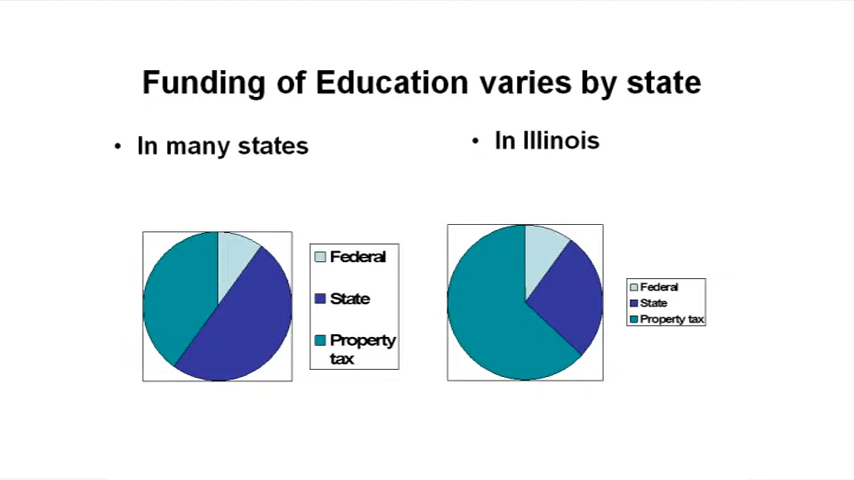 Funding of Education varies by state
• In many states
• In Illinois
Federal
State
Property
tax
Federal
State
Property tax